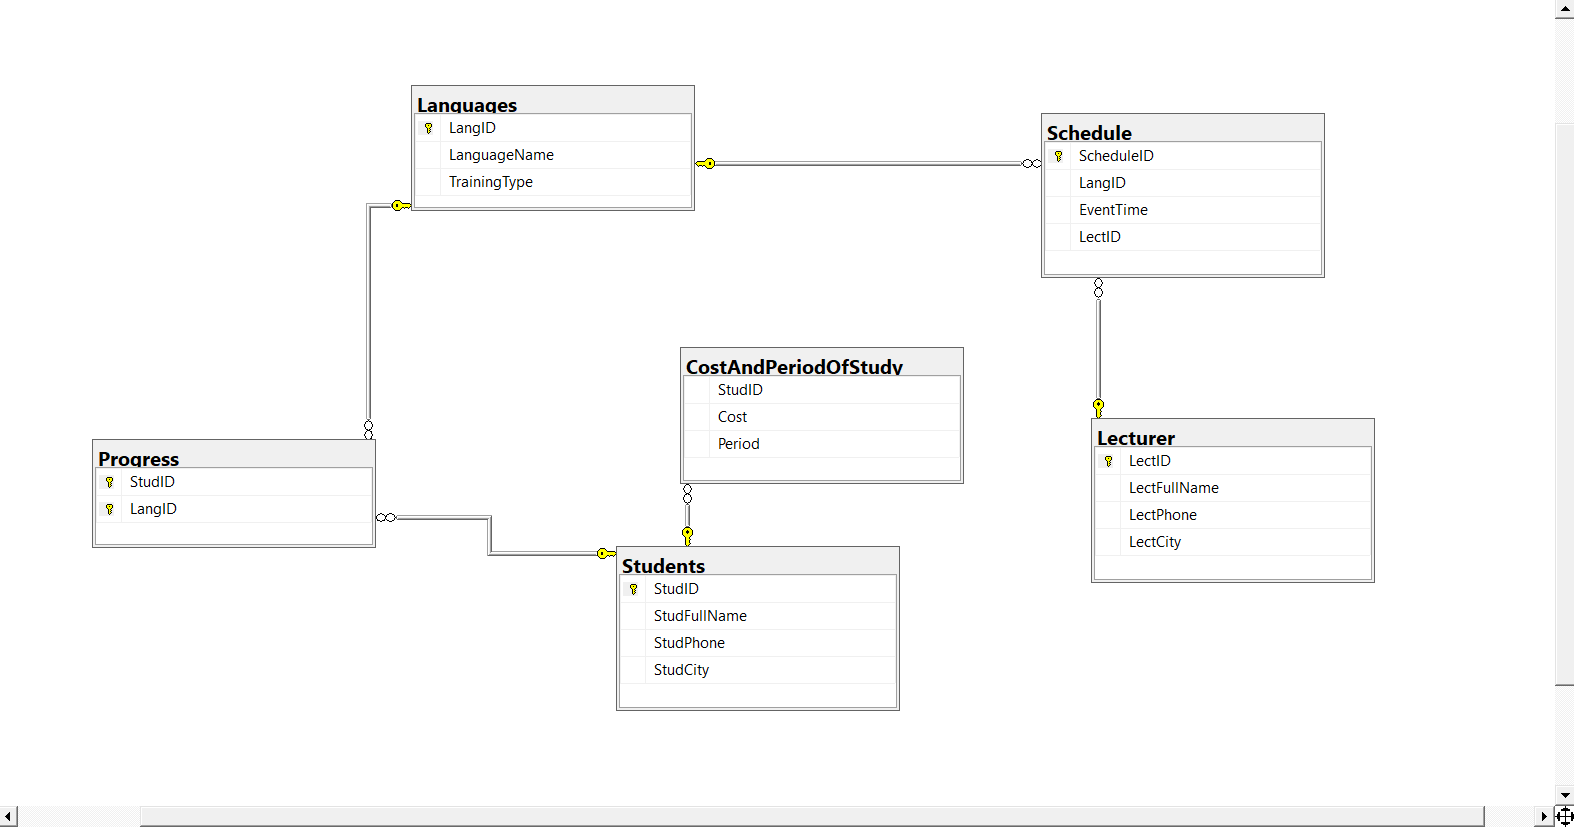 Languages
LangID
LanguageName
TrainingType
Schedule
ScheduleID
LangID
EventTime
LectID
CostAndPeriodOfStudy
StudID
Cost
Period
Progress
StudID
LangID
Lecturer
LectID
LectFullName
LectPhone
LectCity
Students
StudID
StudFullName
StudPhone
StudCity